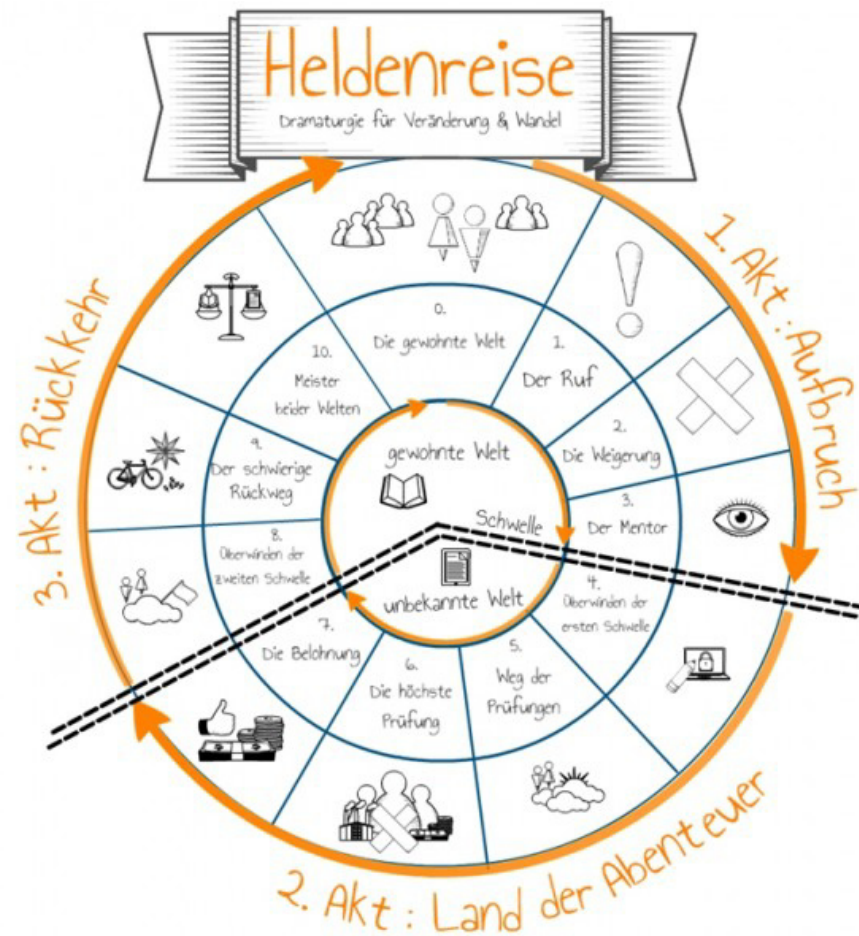 Heldenreise
Dramaturgie für Veränderung & Wandel
1. Akt: Aufbruch
2. Akt: Land der Abenteuer
3. Akt: Rückkehr
0.
Die gewohnte Welt
1.
Der Ruf
2.
Die Weigerung
3.
Der Mentor
4.
Überwinden der
ersten Schwelle
5.
Weg der
Prüfungen
6.
Die höchste
Prüfung
7.
Die Belohnung
8.
Überwinden der
zweiten Schwelle
9.
Der schwierige
Rückweg
10.
Meister
beider Welten
gewohnte Welt
Schwelle
unbekannte Welt